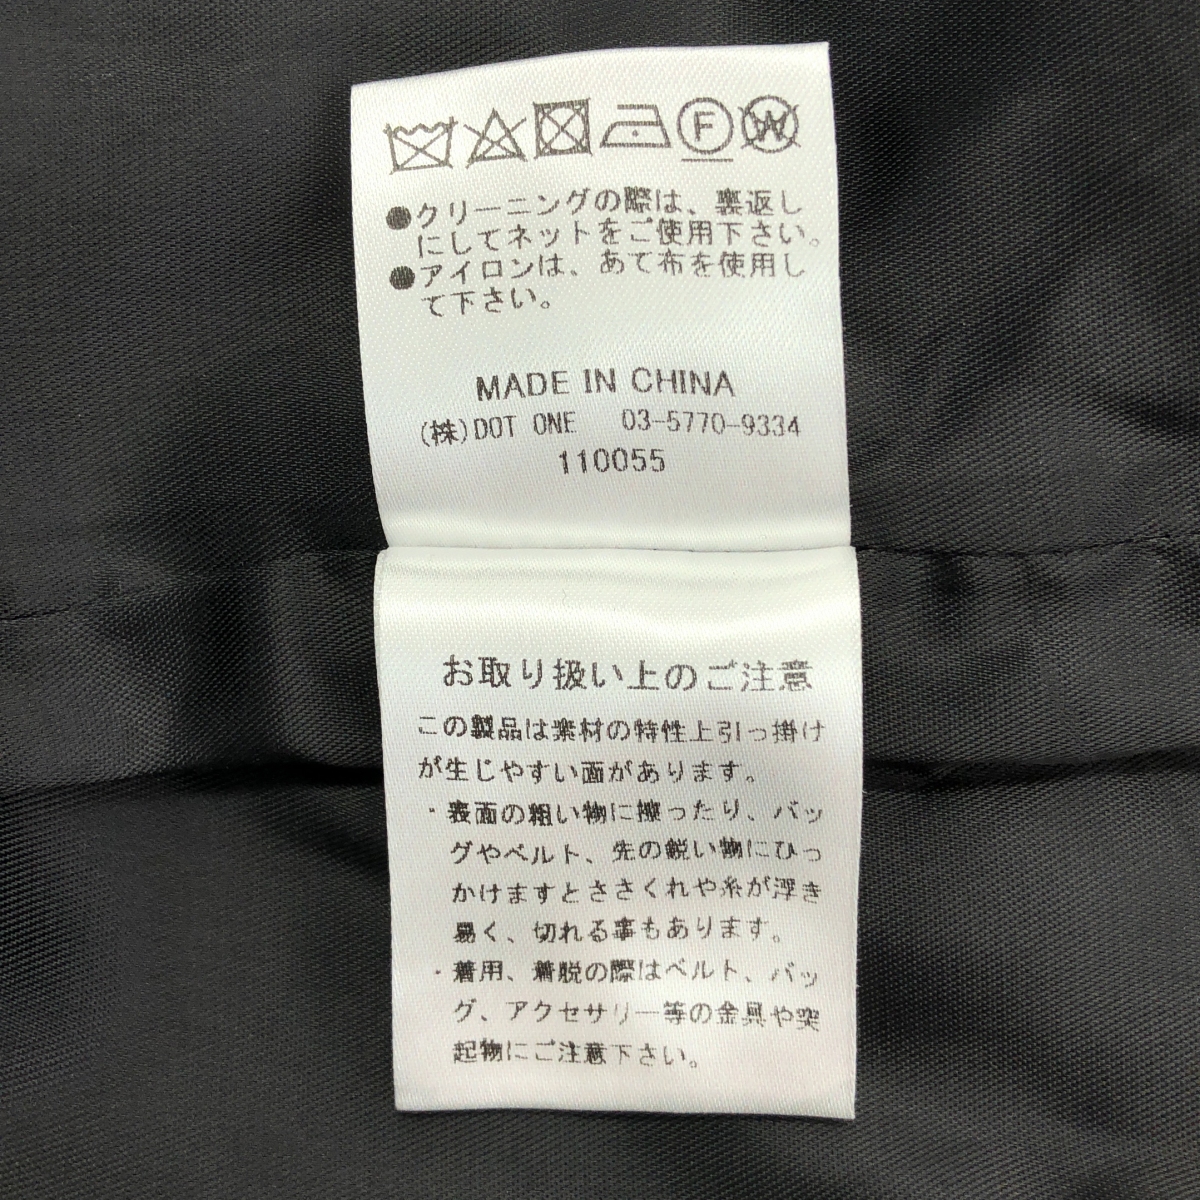 F W
●クリーニングの際は、裏返し
にしてネットをご使用下さい。
●アイロンは、あて布を使用し
て下さい。
MADE IN CHINA
(株)DOT ONE 03-5770-9334
110055
お取り扱い上のご注意
この製品は素材の特性上引っ掛け
が生じやすい面があります。
・表面の粗い物に擦ったり、バッ
グやベルト、先の鋭い物にひっ
かけますとささくれや糸が浮き
易く、切れる事もあります。
・着用、着脱の際はベルト、バッ
グ、アクセサリー等の金具や突
起物にご注意下さい。